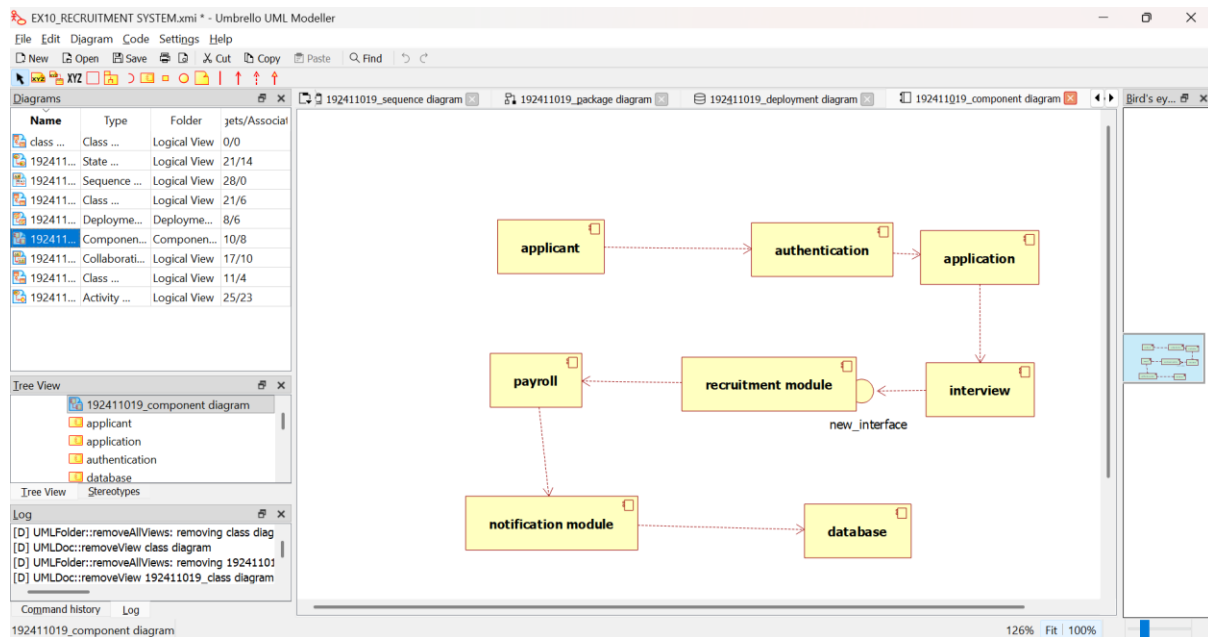 EX10_RECRUITMENT SYSTEM.xmi * - Umbrello UML Modeller
File Edit Diagram Code Settings Help
New Open Save Cut Copy Paste Find
XYZ XYZ
Diagrams
Name Type Folder gets/Associat
class ... Class ... Logical View 0/0
192411... State ... Logical View 21/14
192411... Sequence ... Logical View 28/0
192411... Class ... Logical View 21/6
192411... Deployme... Deployme... 8/6
192411... Componen... Componen... 10/8
192411... Collaborati... Logical View 17/10
192411... Class ... Logical View 11/4
192411... Activity ... Logical View 25/23
Tree View
192411019_component diagram
applicant
application
authentication
database
Tree View Stereotypes
Log
[D] UMLFolder::removeAllViews: removing class diag
[D] UMLDoc::removeView class diagram
[D] UMLFolder::removeAllViews: removing 19241101
[D] UMLDoc::removeView 192411019_class diagram
Command history Log
192411019_component diagram
192411019_sequence diagram 192411019_package diagram 192411019_deployment diagram 192411019_component diagram
applicant authentication application
payroll recruitment module interview
new_interface
notification module database
Bird's ey...
126% Fit 100%